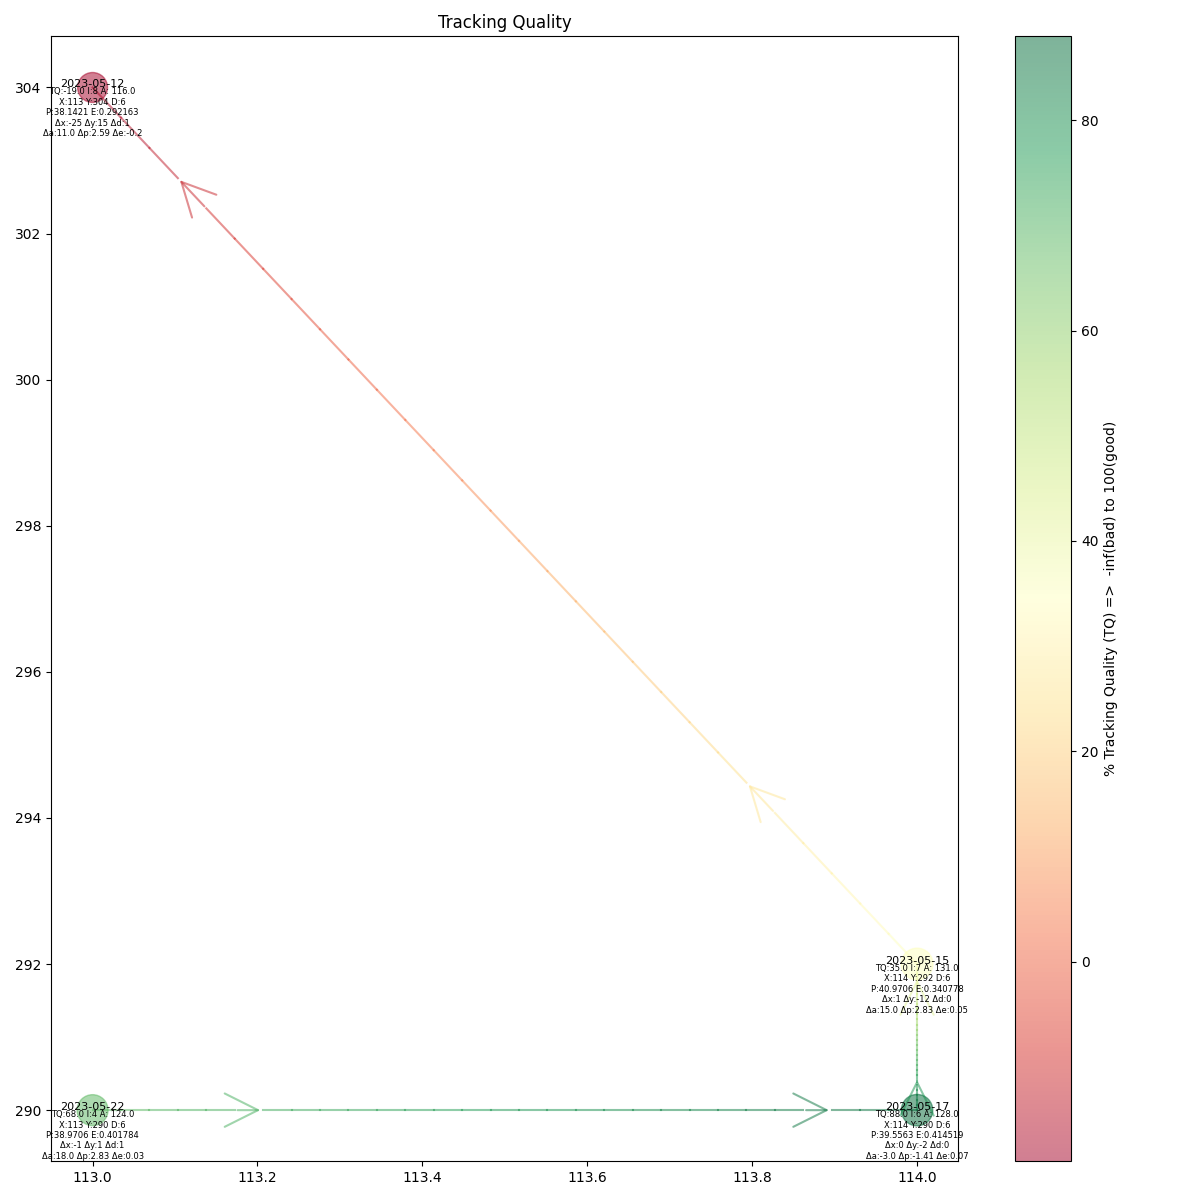 Tracking Quality
304
302
300
298
296
294
292
290
2023-05-12
TQ:-19.0 I:8 A: 116.0
X:113 Y:304 D:6
P:38.1421 E:0.292163
Δx:-25 Δy:15 Δd:1
Δa:11.0 Δp:2.59 Δe:-0.2
2023-05-15
TQ:35.0 I:7 A: 131.0
X:114 Y:292 D:6
P:40.9706 E:0.340778
Δx:1 Δy:-12 Δd:0
Δa:15.0 Δp:2.83 Δe:0.05
2023-05-22
TQ:68.0 I:4 A: 124.0
X:113 Y:290 D:6
P:38.9706 E:0.401784
Δx:-1 Δy:1 Δd:1
Δa:18.0 Δp:2.83 Δe:0.03
2023-05-17
TQ:88.0 I:6 A: 128.0
X:114 Y:290 D:6
P:39.5563 E:0.414519
Δx:0 Δy:-2 Δd:0
Δa:-3.0 Δp:-1.41 Δe:0.07
113.0 113.2 113.4 113.6 113.8 114.0
80
60
40
20
0
% Tracking Quality (TQ) => -inf(bad) to 100(good)